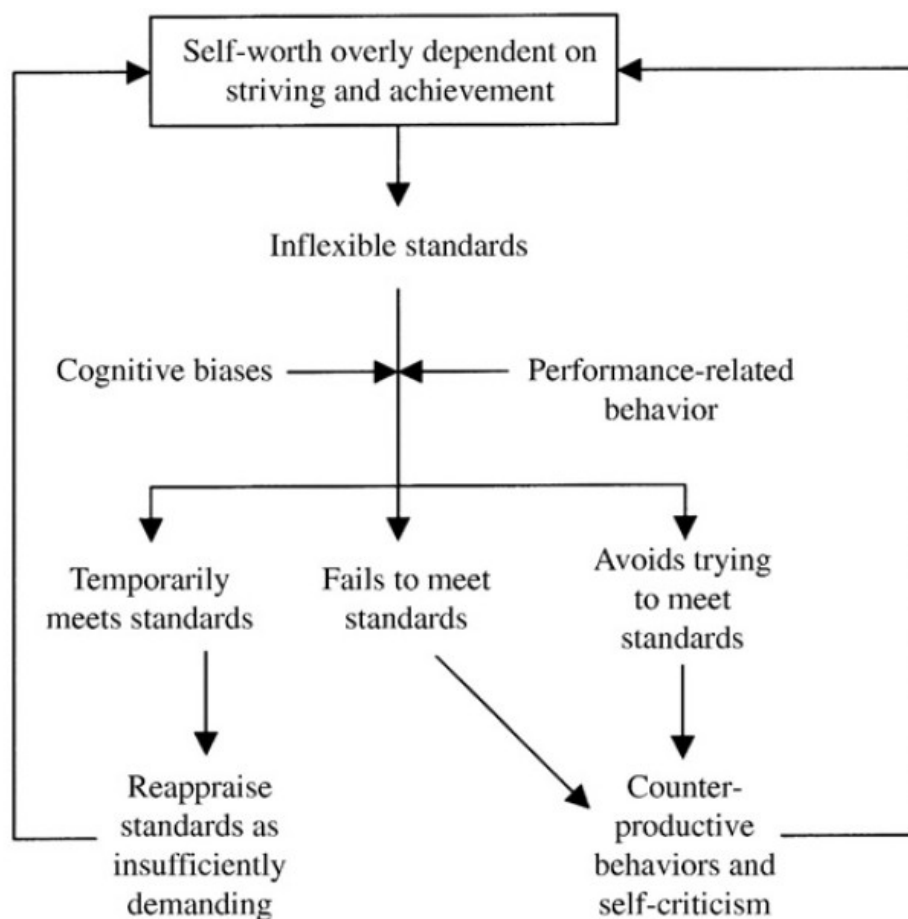 Self-worth overly dependent on
striving and achievement
Inflexible standards
Cognitive biases
Performance-related
behavior
Temporarily
meets standards
Fails to meet
standards
Avoids trying
to meet
standards
Reappraise
standards as
insufficiently
demanding
Counter-
productive
behaviors and
self-criticism